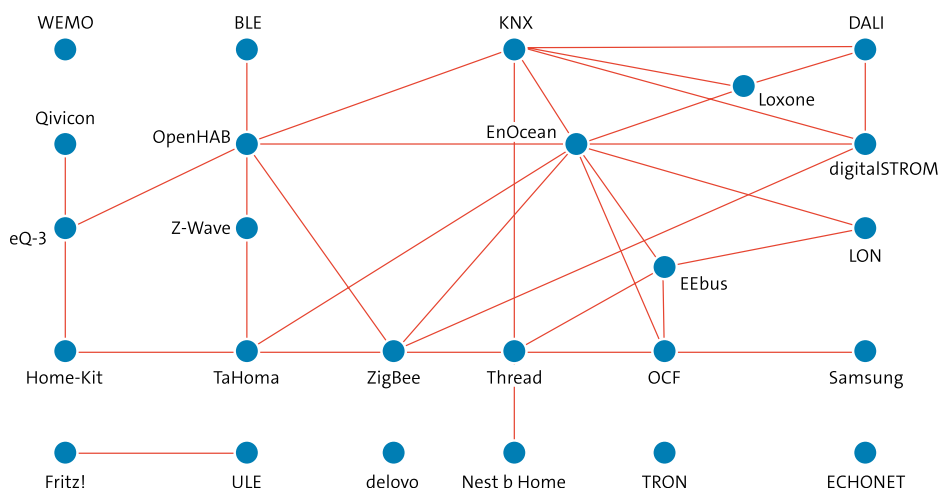 WEMO
BLE
KNX
DALI
Loxone
Qivicon
OpenHAB
EnOcean
digitalSTROM
eQ-3
Z-Wave
LON
EEbus
Home-Kit
TaHoma
ZigBee
Thread
OCF
Samsung
Fritz!
ULE
delovo
Nest b Home
TRON
ECHONET